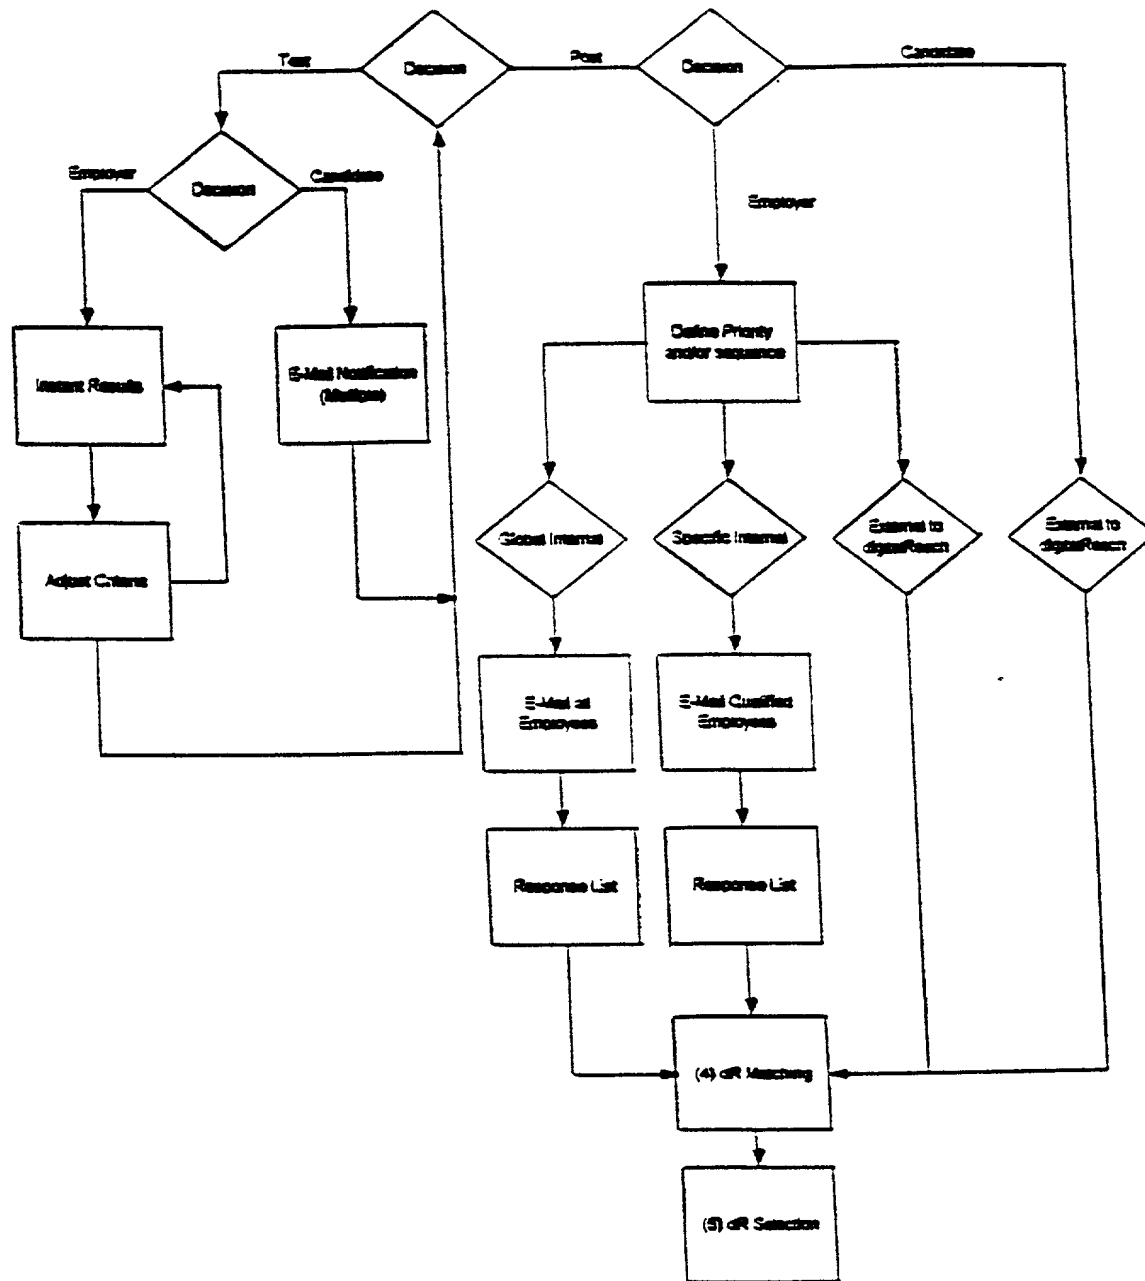 Test
Decision
Post
Decision
Candidate
Employer
Decision
Candidate
Employer
Instant Results
E-Mail Notification
(Multiple)
Define Priority
and/or sequence
Adjust Criteria
Global Internal
Specific Internal
External to
digitalReach
External to
digitalReach
E-Mail all
Employees
E-Mail Qualified
Employees
Response List
Response List
(4) dR Matching
(5) dR Selection